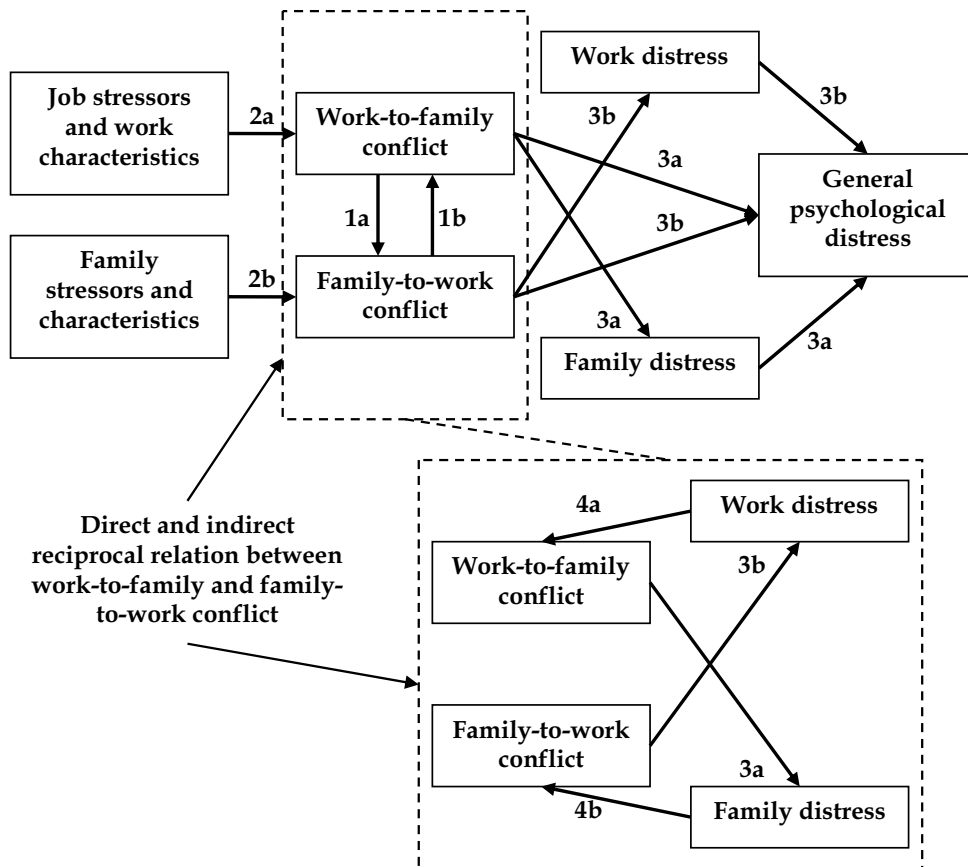 Job stressors
and work
characteristics
2a
Family
stressors and
characteristics
2b
Work-to-family
conflict
1a
1b
Family-to-work
conflict
Work distress
3b
3b
3a
3b
3a
Family distress
3a
General
psychological
distress
Direct and indirect
reciprocal relation between
work-to-family and family-
to-work conflict
4a
Work distress
Work-to-family
conflict
3b
Family-to-work
conflict
3a
4b
Family distress